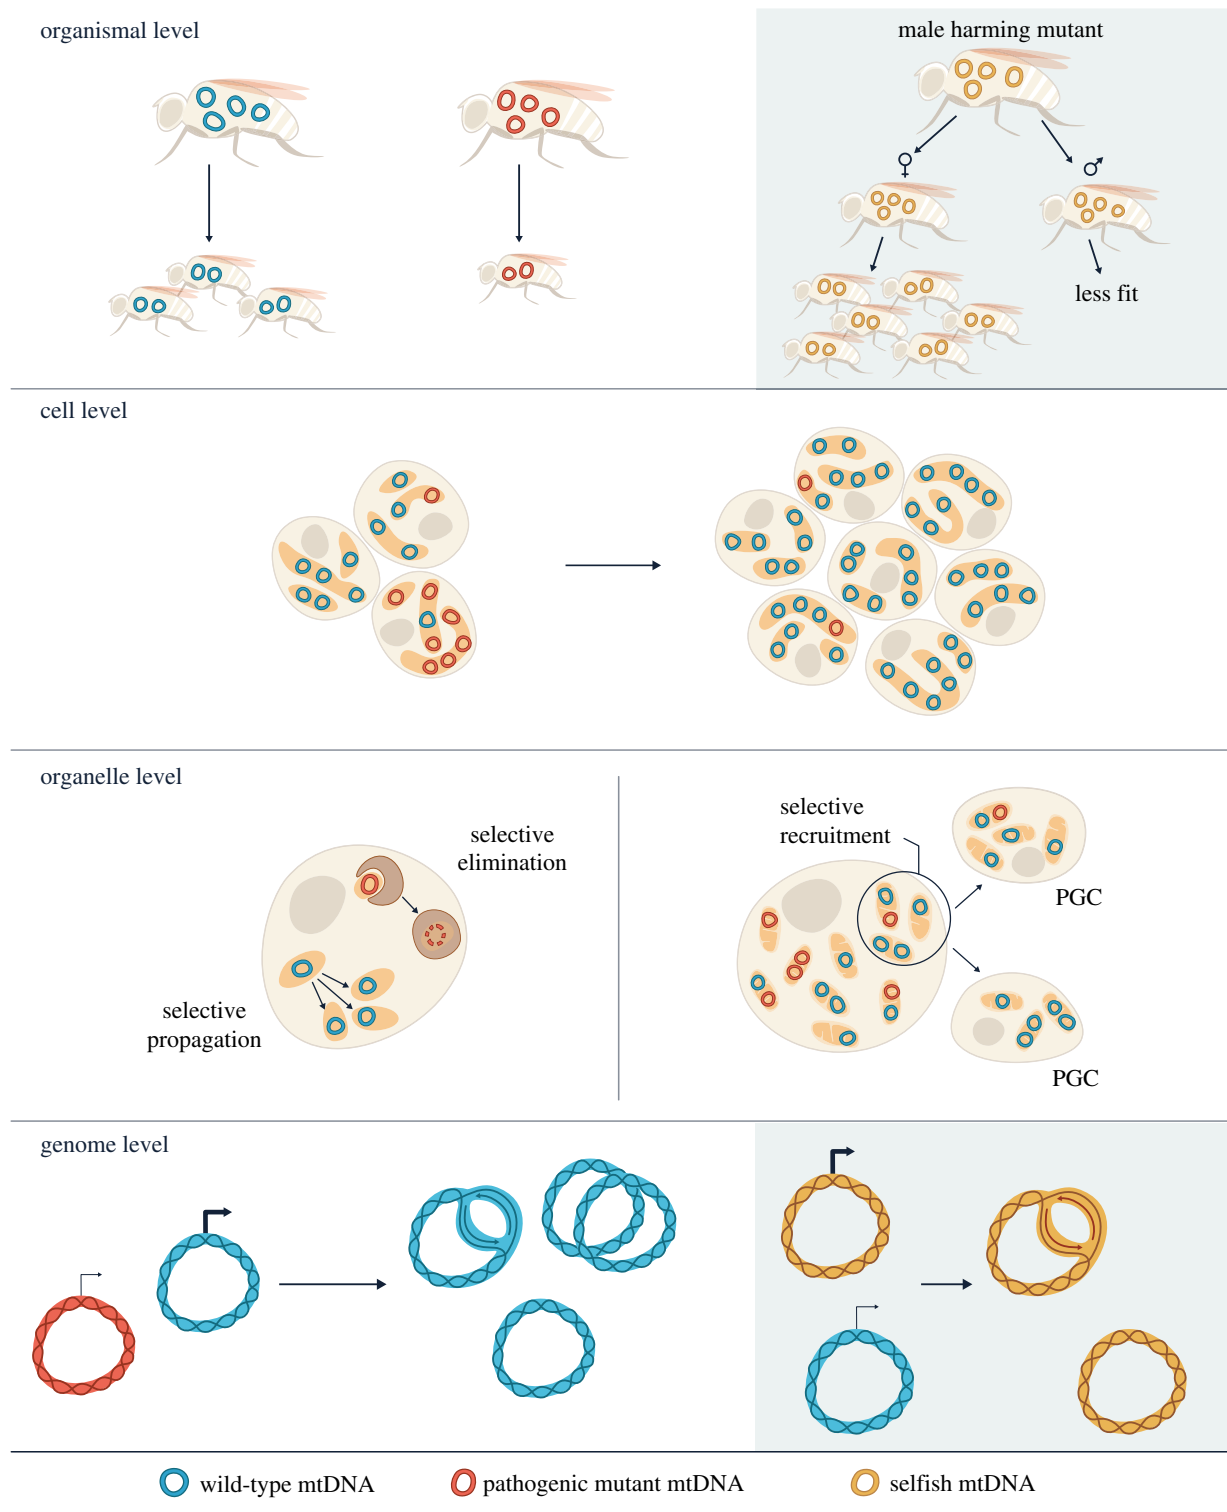 organismal level
male harming mutant
♀
♂
less fit
cell level
organelle level
selective
elimination
selective
propagation
selective
recruitment
PGC
PGC
genome level
wild-type mtDNA
pathogenic mutant mtDNA
selfish mtDNA